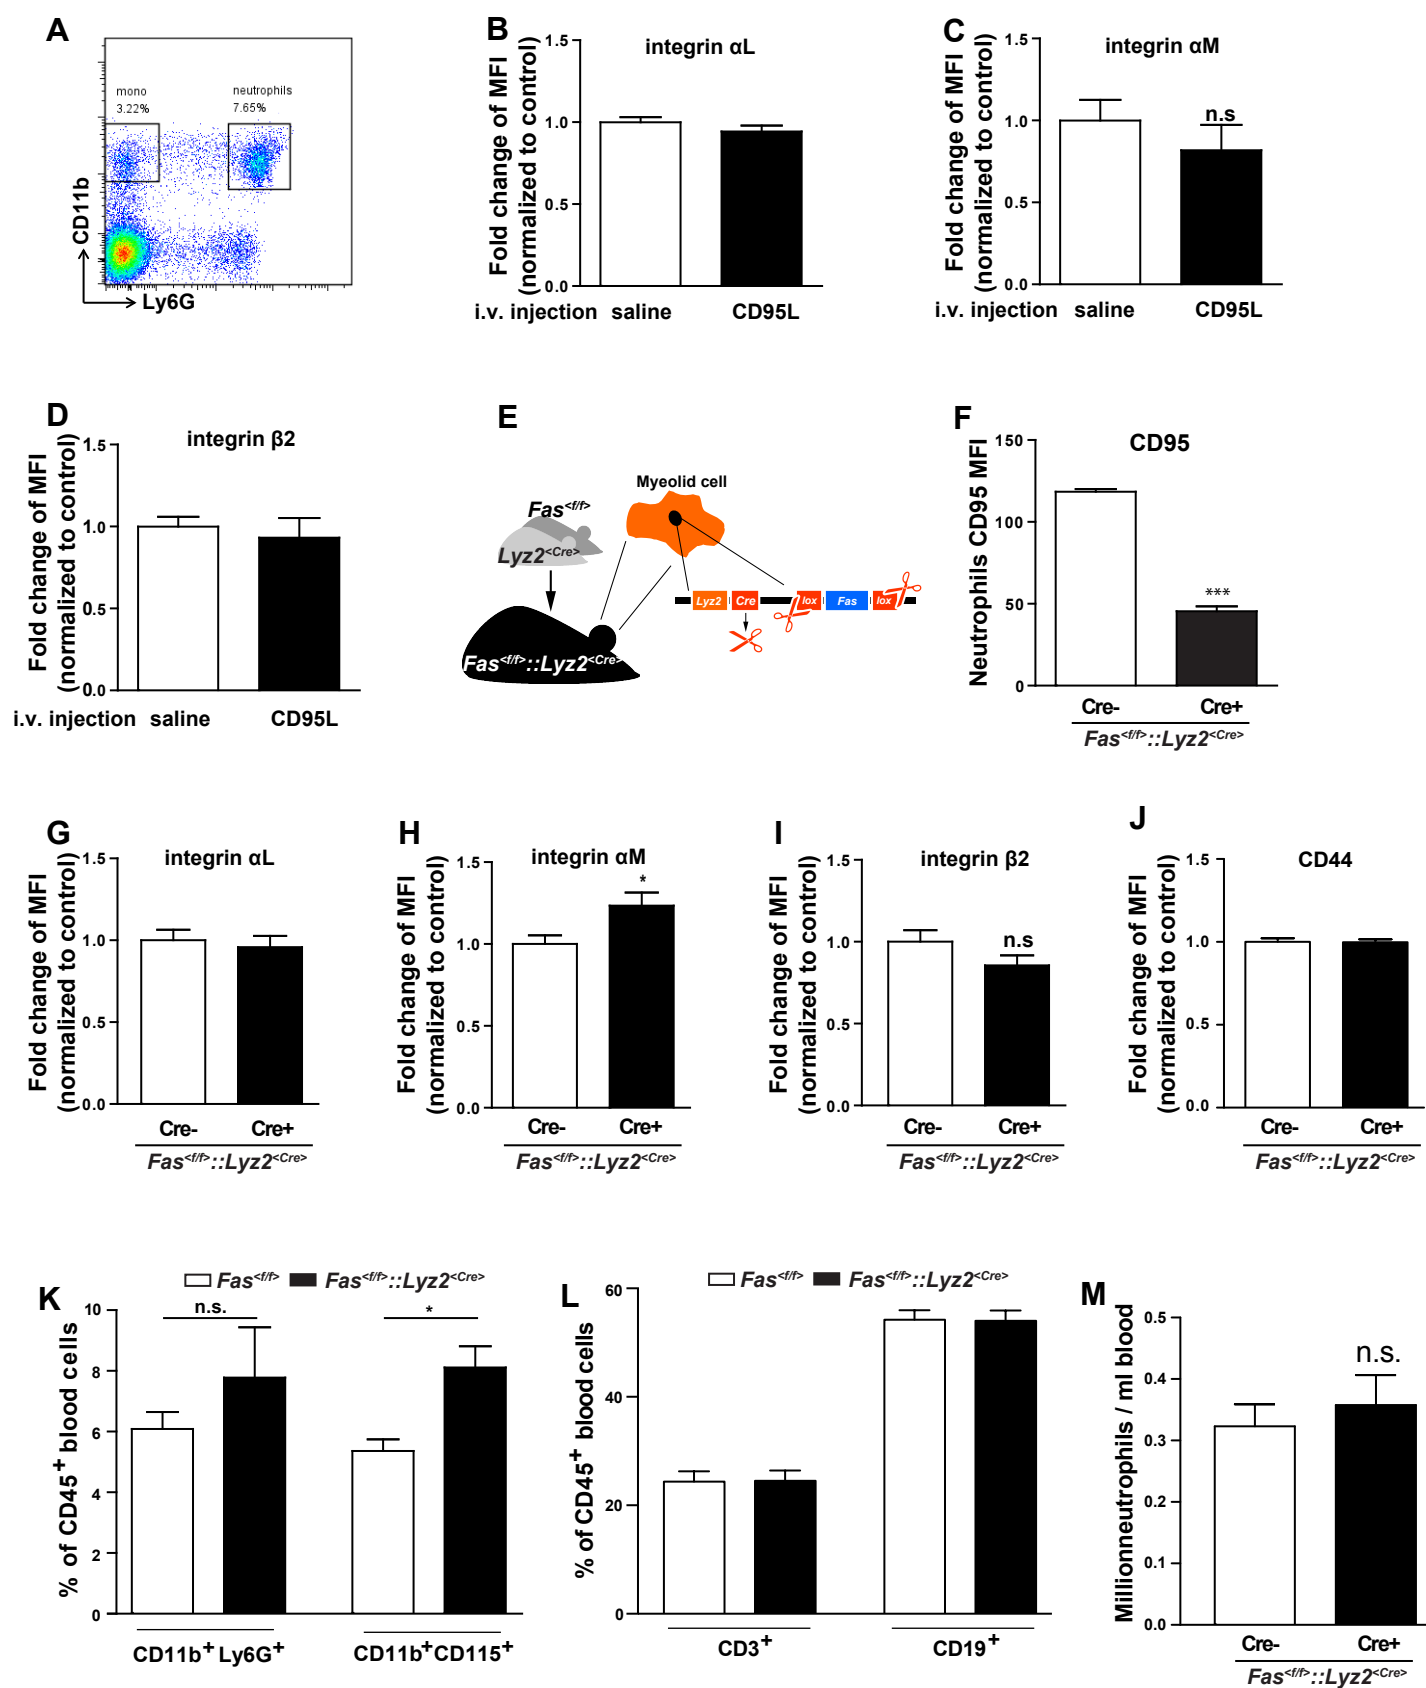 A
mono
3.22%
neutrophils
7.65%
CD11b
Ly6G
B
integrin αL
Fold change of MFI
(normalized to control)
1.5
1.0
0.5
0.0
i.v. injection saline CD95L
C
integrin αM
Fold change of MFI
(normalized to control)
1.5
1.0
0.5
0.0
n.s
i.v. injection saline CD95L
D
integrin β2
Fold change of MFI
(normalized to control)
1.5
1.0
0.5
0.0
i.v. injection saline CD95L
E
Myeolid cell
Fas<f/f>
Lyz2<Cre>
Fas<f/f>::Lyz2<Cre>
Lyz2 Cre lox Fas lox
F
CD95
Neutrophils CD95 MFI
150
100
50
0
***
Cre- Cre+
Fas<f/f>::Lyz2<Cre>
G
integrin αL
Fold change of MFI
(normalized to control)
1.5
1.0
0.5
0.0
Cre- Cre+
Fas<f/f>::Lyz2<Cre>
H
integrin αM
Fold change of MFI
(normalized to control)
1.5
1.0
0.5
0.0
*
Cre- Cre+
Fas<f/f>::Lyz2<Cre>
I
integrin β2
Fold change of MFI
(normalized to control)
1.5
1.0
0.5
0.0
n.s
Cre- Cre+
Fas<f/f>::Lyz2<Cre>
J
CD44
Fold change of MFI
(normalized to control)
1.5
1.0
0.5
0.0
Cre- Cre+
Fas<f/f>::Lyz2<Cre>
K
Fas<f/f> Fas<f/f>::Lyz2<Cre>
% of CD45+ blood cells
10
8
6
4
2
0
n.s.
*
CD11b+ Ly6G+ CD11b+CD115+
L
Fas<f/f> Fas<f/f>::Lyz2<Cre>
% of CD45+ blood cells
60
40
20
0
CD3+ CD19+
M
Millionneutrophils / ml blood
0.5
0.4
0.3
0.2
0.1
0.0
n.s.
Cre- Cre+
Fas<f/f>::Lyz2<Cre>